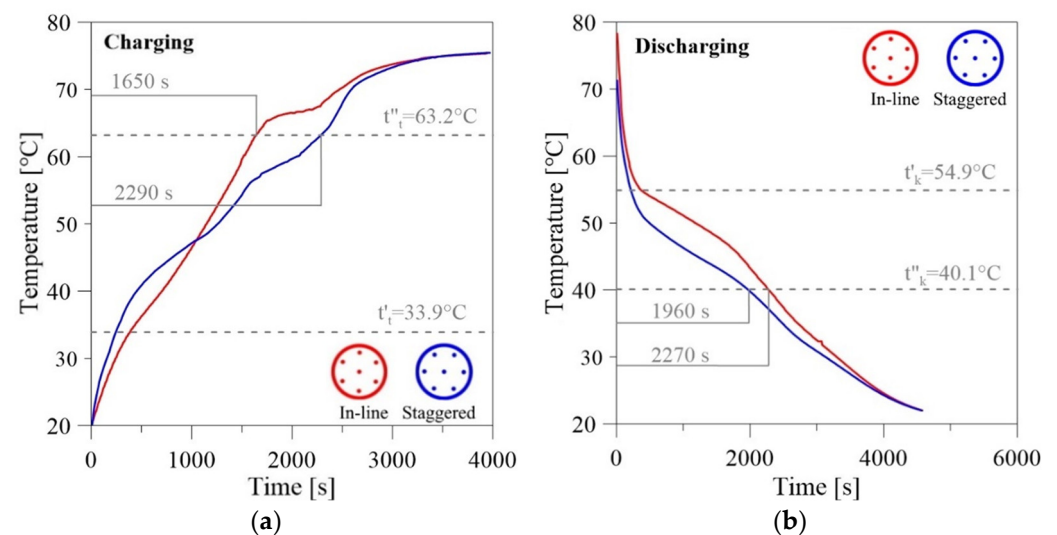 Charging
80
70
60
50
40
30
20
Temperature [°C]
1650 s
t"t=63.2°C
2290 s
t't=33.9°C
In-line Staggered
0 1000 2000 3000 4000
Time [s]
(a)
Discharging
80
70
60
50
40
30
20
Temperature [°C]
In-line Staggered
t'k=54.9°C
t"k=40.1°C
1960 s
2270 s
0 2000 4000 6000
Time [s]
(b)